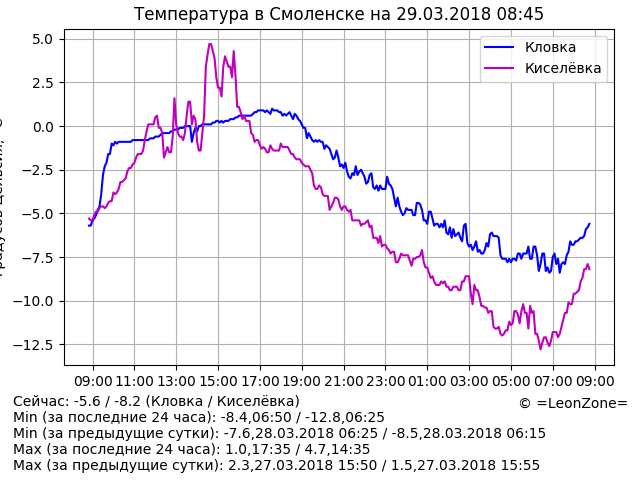 Температура в Смоленске на 29.03.2018 08:45
Кловка
Киселёвка
5.0
2.5
0.0
−2.5
−5.0
−7.5
−10.0
−12.5
09:00 11:00 13:00 15:00 17:00 19:00 21:00 23:00 01:00 03:00 05:00 07:00 09:00
Сейчас: -5.6 / -8.2 (Кловка / Киселёвка)
© =LeonZone=
Min (за последние 24 часа): -8.4,06:50 / -12.8,06:25
Min (за предыдущие сутки): -7.6,28.03.2018 06:25 / -8.5,28.03.2018 06:15
Max (за последние 24 часа): 1.0,17:35 / 4.7,14:35
Max (за предыдущие сутки): 2.3,27.03.2018 15:50 / 1.5,27.03.2018 15:55